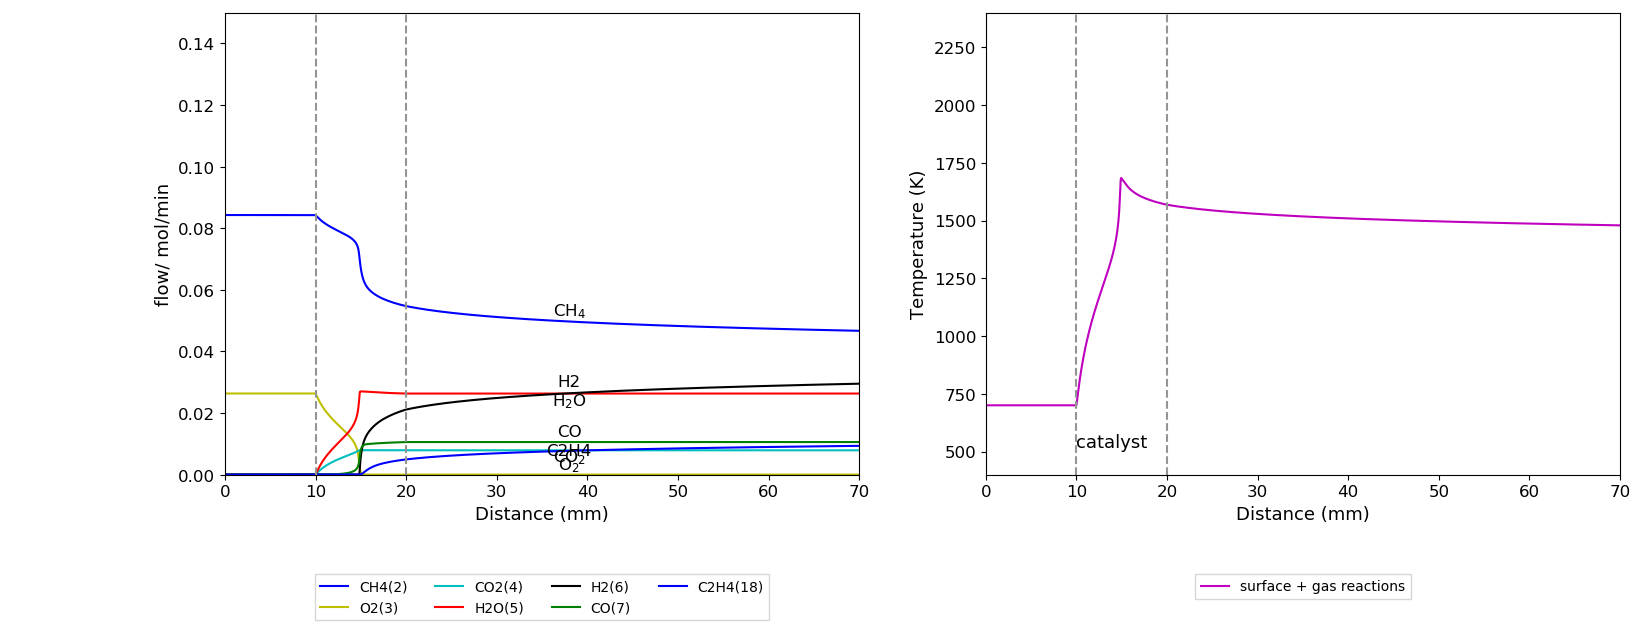 0.14
0.12
0.10
0.08
0.06
0.04
0.02
0.00
flow/ mol/min
CH₄
H2
H₂O
CO
C2H4
CO₂
O₂
0 10 20 30 40 50 60 70
Distance (mm)
CH4(2) CO2(4) H2(6) C2H4(18)
O2(3) H2O(5) CO(7)
2250
2000
1750
1500
1250
1000
750
500
Temperature (K)
catalyst
0 10 20 30 40 50 60 70
Distance (mm)
surface + gas reactions